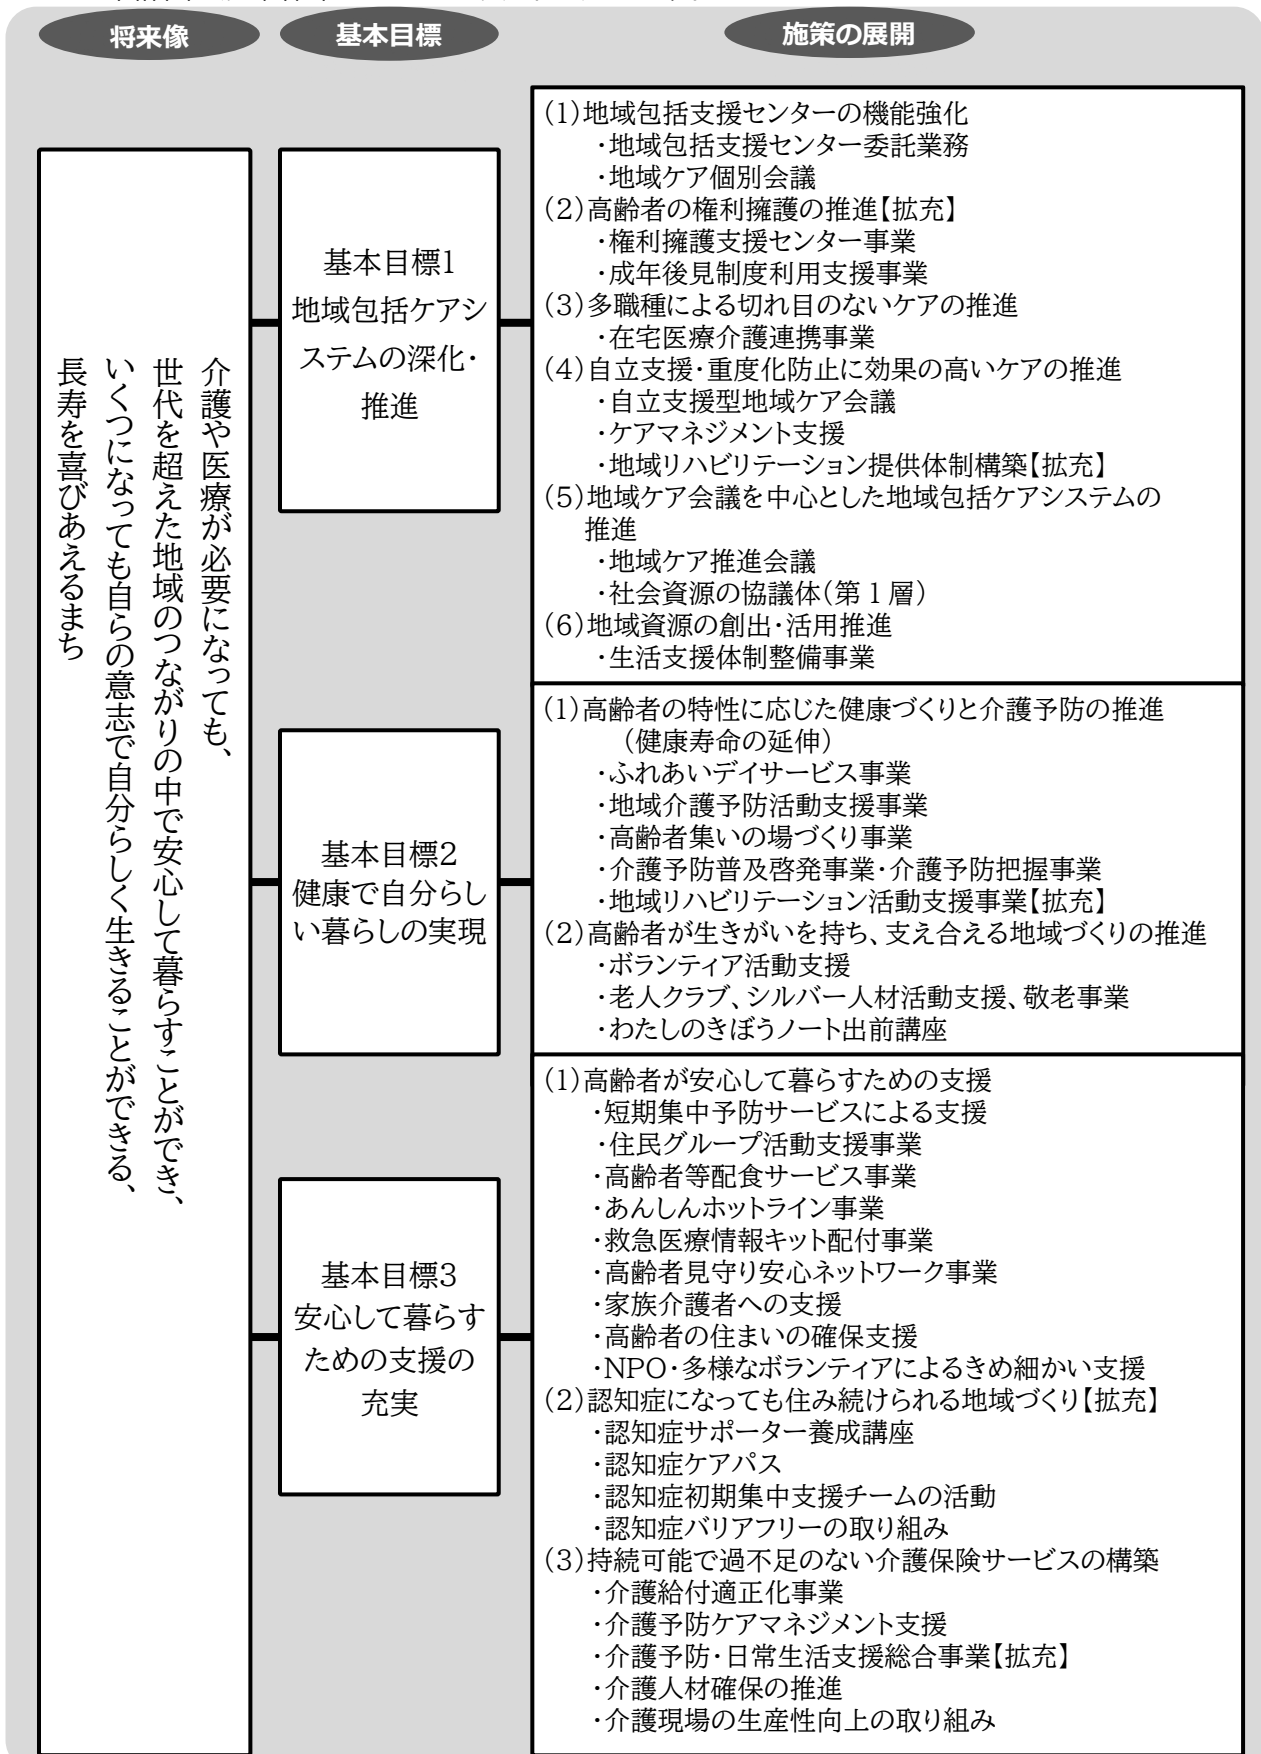 将来像
基本目標
施策の展開
介護や医療が必要になっても、
世代を超えた地域のつながりの中で安心して暮らすことができ、
いくつになっても自らの意志で自分らしく生きることができる、
長寿を喜びあえるまち
基本目標1
地域包括ケアシ
ステムの深化・
推進
(1)地域包括支援センターの機能強化
・地域包括支援センター委託業務
・地域ケア個別会議
(2)高齢者の権利擁護の推進【拡充】
・権利擁護支援センター事業
・成年後見制度利用支援事業
(3)多職種による切れ目のないケアの推進
・在宅医療介護連携事業
(4)自立支援・重度化防止に効果の高いケアの推進
・自立支援型地域ケア会議
・ケアマネジメント支援
・地域リハビリテーション提供体制構築【拡充】
(5)地域ケア会議を中心とした地域包括ケアシステムの
推進
・地域ケア推進会議
・社会資源の協議体(第1層)
(6)地域資源の創出・活用推進
・生活支援体制整備事業
基本目標2
健康で自分らし
い暮らしの実現
(1)高齢者の特性に応じた健康づくりと介護予防の推進
(健康寿命の延伸)
・ふれあいデイサービス事業
・地域介護予防活動支援事業
・高齢者集いの場づくり事業
・介護予防普及啓発事業・介護予防把握事業
・地域リハビリテーション活動支援事業【拡充】
(2)高齢者が生きがいを持ち、支え合える地域づくりの推進
・ボランティア活動支援
・老人クラブ、シルバー人材活動支援、敬老事業
・わたしのきぼうノート出前講座
基本目標3
安心して暮らす
ための支援の
充実
(1)高齢者が安心して暮らすための支援
・短期集中予防サービスによる支援
・住民グループ活動支援事業
・高齢者等配食サービス事業
・あんしんホットライン事業
・救急医療情報キット配付事業
・高齢者見守り安心ネットワーク事業
・家族介護者への支援
・高齢者の住まいの確保支援
・NPO・多様なボランティアによるきめ細かい支援
(2)認知症になっても住み続けられる地域づくり【拡充】
・認知症サポーター養成講座
・認知症ケアパス
・認知症初期集中支援チームの活動
・認知症バリアフリーの取り組み
(3)持続可能で過不足のない介護保険サービスの構築
・介護給付適正化事業
・介護予防ケアマネジメント支援
・介護予防・日常生活支援総合事業【拡充】
・介護人材確保の推進
・介護現場の生産性向上の取り組み